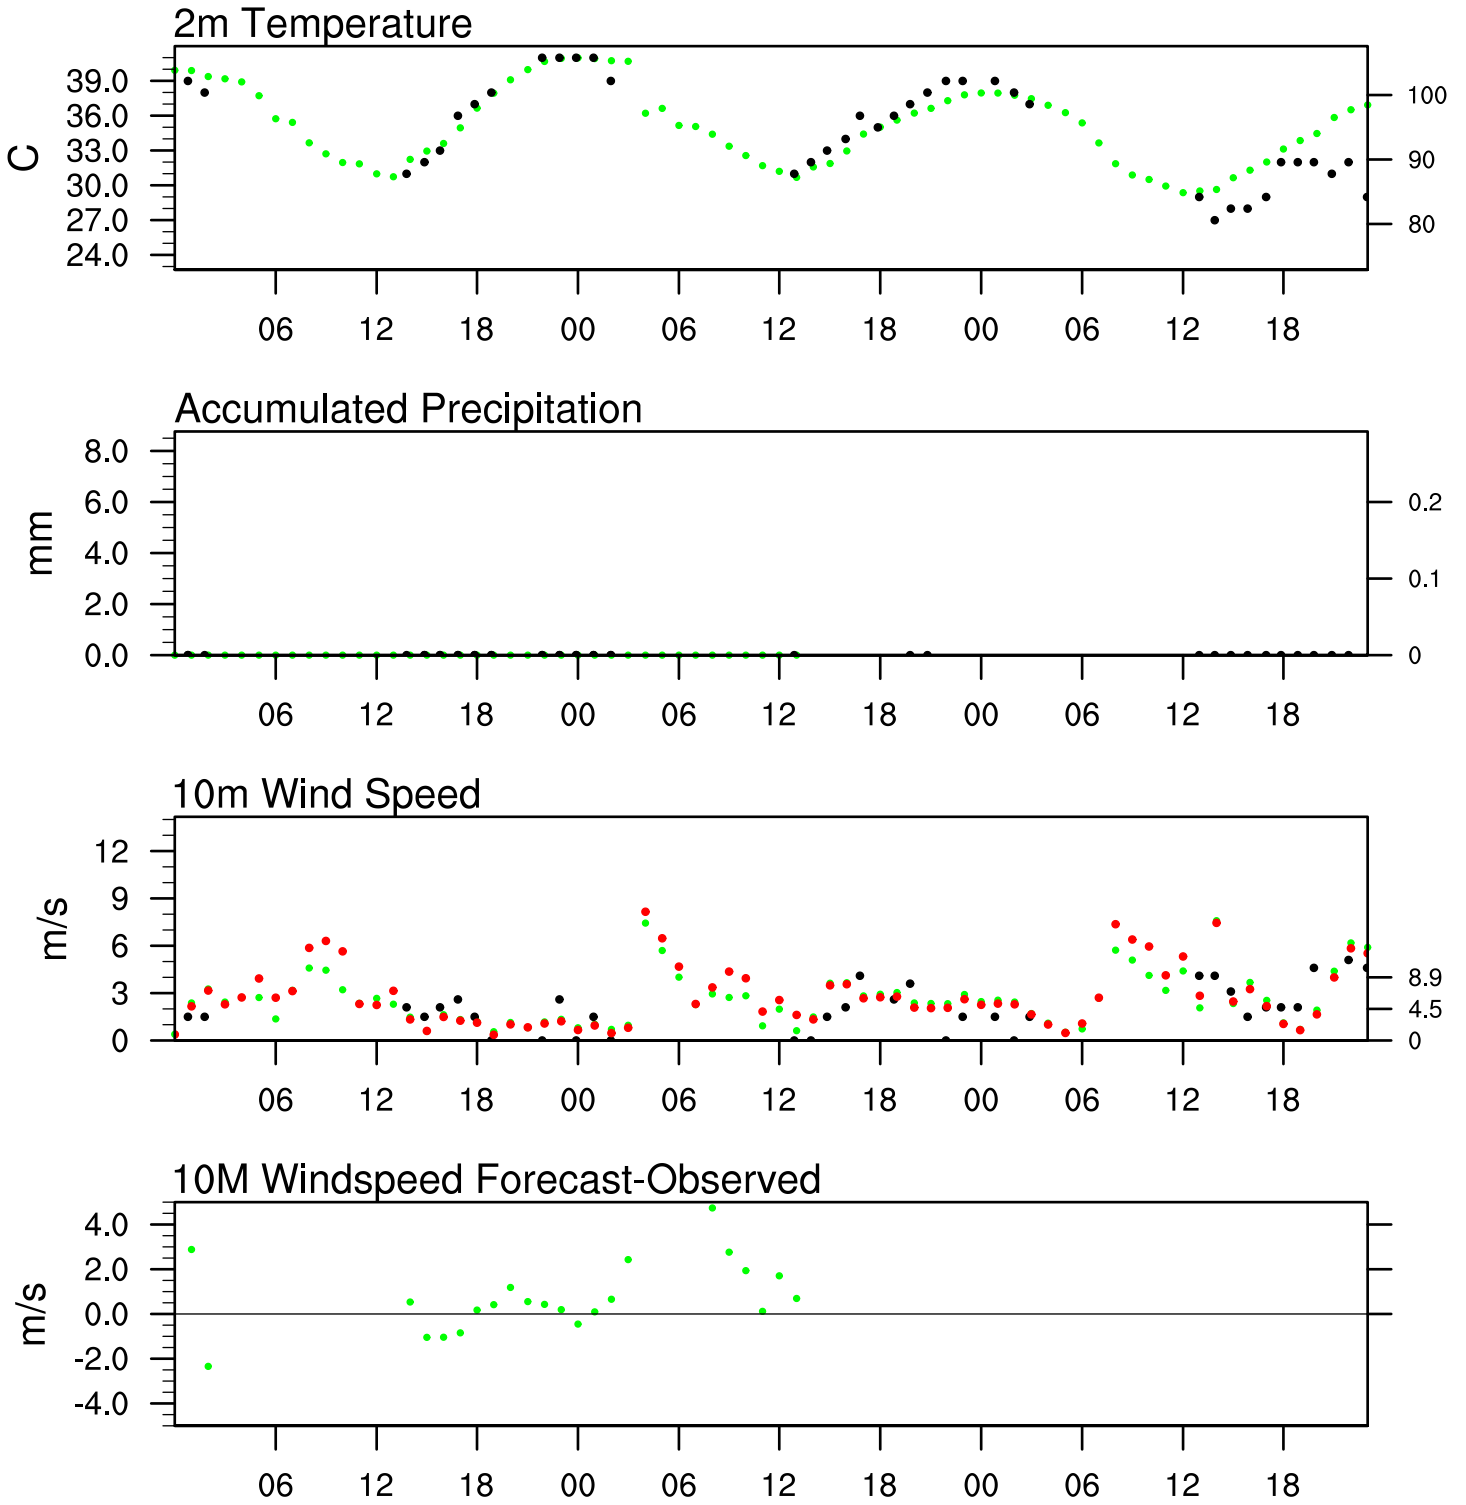 2m Temperature
39.0
36.0
33.0
30.0
27.0
24.0
C
100
90
80
06 12 18 00 06 12 18 00 06 12 18
Accumulated Precipitation
8.0
6.0
4.0
2.0
0.0
mm
0.2
0.1
0
06 12 18 00 06 12 18 00 06 12 18
10m Wind Speed
12
9
6
3
0
m/s
8.9
4.5
0
06 12 18 00 06 12 18 00 06 12 18
10M Windspeed Forecast-Observed
4.0
2.0
0.0
-2.0
-4.0
m/s
06 12 18 00 06 12 18 00 06 12 18